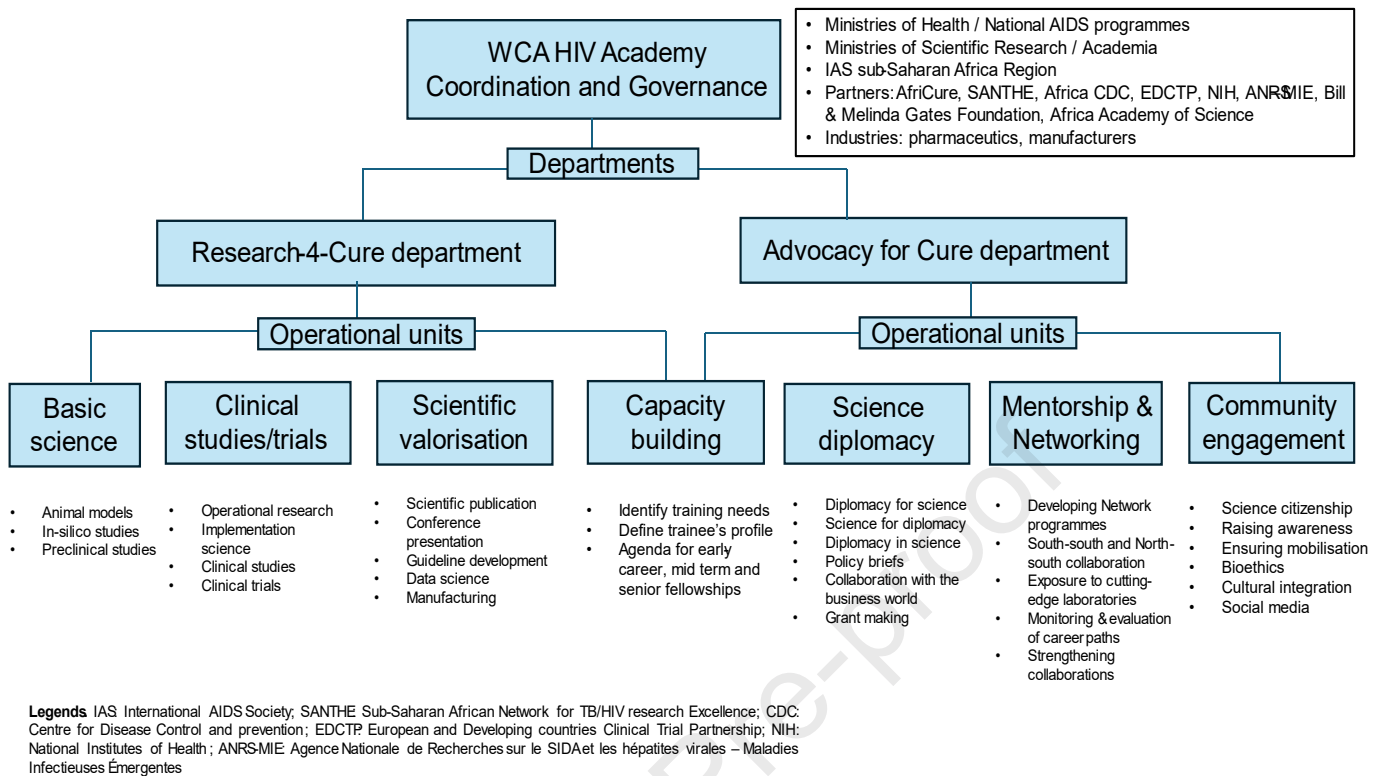 WCA HIV Academy
Coordination and Governance
• Ministries of Health / National AIDS programmes
• Ministries of Scientific Research / Academia
• IAS sub-Saharan Africa Region
• Partners: AfriCure, SANTHE, Africa CDC, EDCTP, NIH, ANRS-MIE, Bill
& Melinda Gates Foundation, Africa Academy of Science
• Industries: pharmaceutics, manufacturers
Departments
Research-4-Cure department
Advocacy for Cure department
Operational units
Operational units
Basic
science
• Animal models
• In-silico studies
• Preclinical studies
Clinical
studies/trials
• Operational research
• Implementation
science
• Clinical studies
• Clinical trials
Scientific
valorisation
• Scientific publication
• Conference
presentation
• Guideline development
• Data science
• Manufacturing
Capacity
building
• Identify training needs
• Define trainee's profile
• Agenda for early
career, mid term and
senior fellowships
Science
diplomacy
• Diplomacy for science
• Science for diplomacy
• Diplomacy in science
• Policy briefs
• Collaboration with the
business world
• Grant making
Mentorship &
Networking
• Developing Network
programmes
• South-south and North-
south collaboration
• Exposure to cutting-
edge laboratories
• Monitoring & evaluation
of career paths
• Strengthening
collaborations
Community
engagement
• Science citizenship
• Raising awareness
• Ensuring mobilisation
• Bioethics
• Cultural integration
• Social media
Legends. IAS: International AIDS Society; SANTHE: Sub-Saharan African Network for TB/HIV research Excellence; CDC:
Centre for Disease Control and prevention; EDCTP: European and Developing countries Clinical Trial Partnership; NIH:
National Institutes of Health; ANRS-MIE: Agence Nationale de Recherches sur le SIDA et les hépatites virales – Maladies
Infectieuses Émergentes
Pre-proof